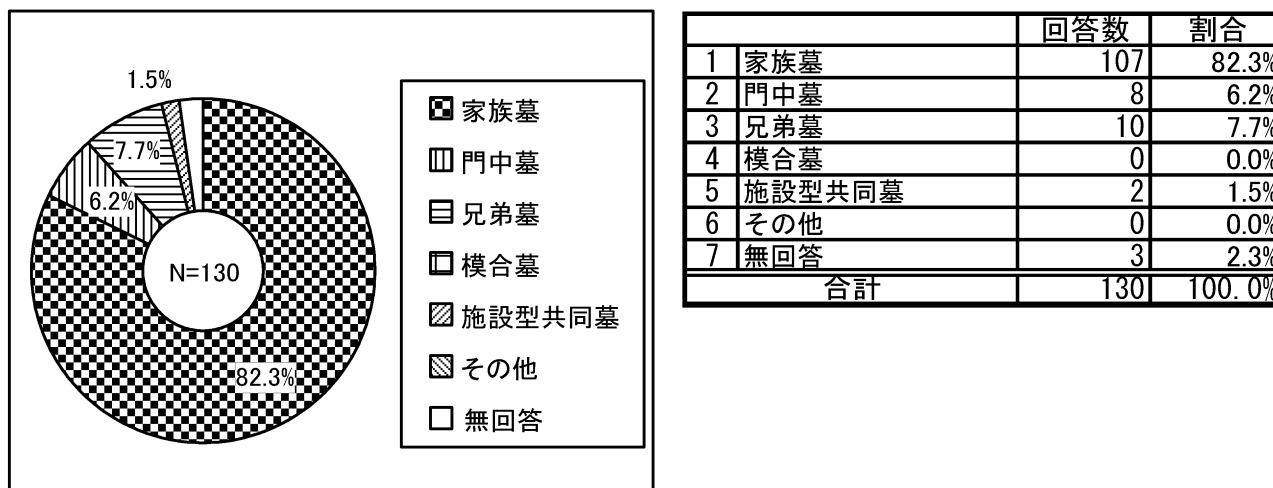 1.5%
7.7%
6.2%
N=130
82.3%
家族墓
門中墓
兄弟墓
模合墓
施設型共同墓
その他
無回答
回答数 割合
1 家族墓 107 82.3%
2 門中墓 8 6.2%
3 兄弟墓 10 7.7%
4 模合墓 0 0.0%
5 施設型共同墓 2 1.5%
6 その他 0 0.0%
7 無回答 3 2.3%
合計 130 100.0%